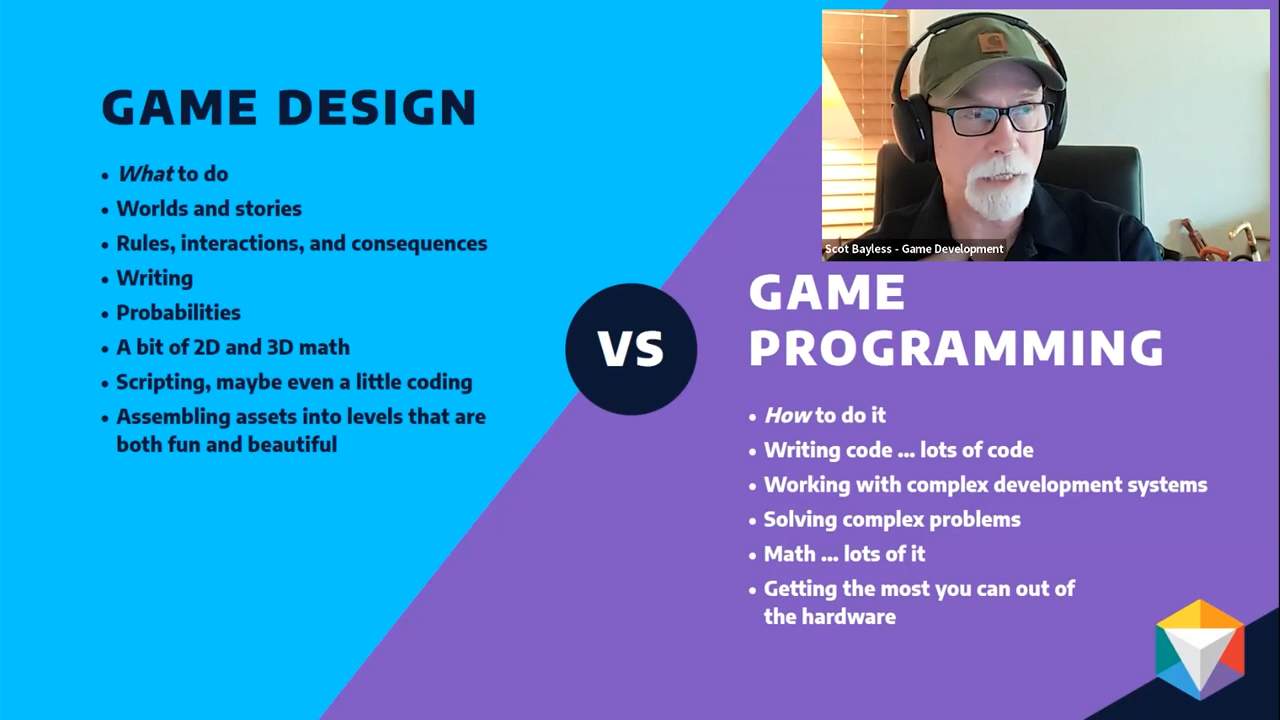 GAME DESIGN
• What to do
• Worlds and stories
• Rules, interactions, and consequences
• Writing
• Probabilities
• A bit of 2D and 3D math
• Scripting, maybe even a little coding
• Assembling assets into levels that are
both fun and beautiful
VS
Scot Bayless - Game Development
GAME
PROGRAMMING
• How to do it
• Writing code ... lots of code
• Working with complex development systems
• Solving complex problems
• Math ... lots of it
• Getting the most you can out of
the hardware